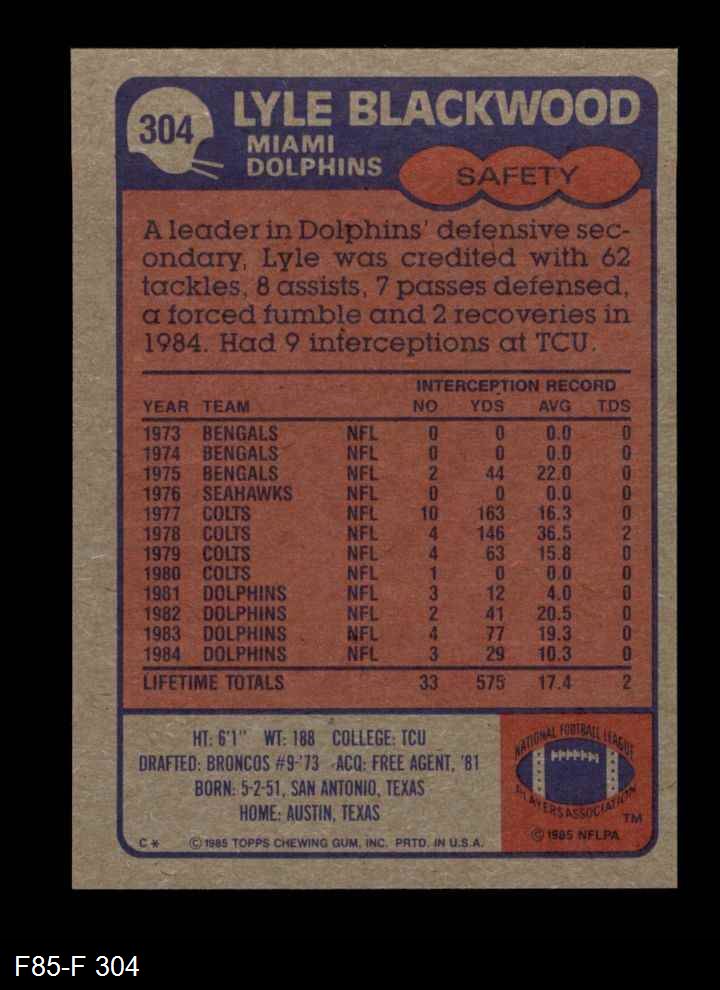 304
LYLE BLACKWOOD
MIAMI
DOLPHINS
SAFETY
A leader in Dolphins' defensive sec-
ondary, Lyle was credited with 62
tackles, 8 assists, 7 passes defensed,
a forced fumble and 2 recoveries in
1984. Had 9 interceptions at TCU.
INTERCEPTION RECORD
YEAR TEAM NO YDS AVG TDS
1973 BENGALS NFL 0 0 0.0 0
1974 BENGALS NFL 0 0 0.0 0
1975 BENGALS NFL 2 44 22.0 0
1976 SEAHAWKS NFL 0 0 0.0 0
1977 COLTS NFL 10 163 16.3 0
1978 COLTS NFL 4 146 36.5 2
1979 COLTS NFL 4 63 15.8 0
1980 COLTS NFL 1 0 0.0 0
1981 DOLPHINS NFL 3 12 4.0 0
1982 DOLPHINS NFL 2 41 20.5 0
1983 DOLPHINS NFL 4 77 19.3 0
1984 DOLPHINS NFL 3 29 10.3 0
LIFETIME TOTALS 33 575 17.4 2
HT: 6'1" WT: 188 COLLEGE: TCU
DRAFTED: BRONCOS #9-'73 ACQ: FREE AGENT, '81
BORN: 5-2-51, SAN ANTONIO, TEXAS
HOME: AUSTIN, TEXAS
C* © 1985 TOPPS CHEWING GUM, INC. PRTD. IN U.S.A.
NATIONAL FOOTBALL LEAGUE
PLAYERS ASSOCIATION
TM
© 1985 NFLPA
F85-F 304